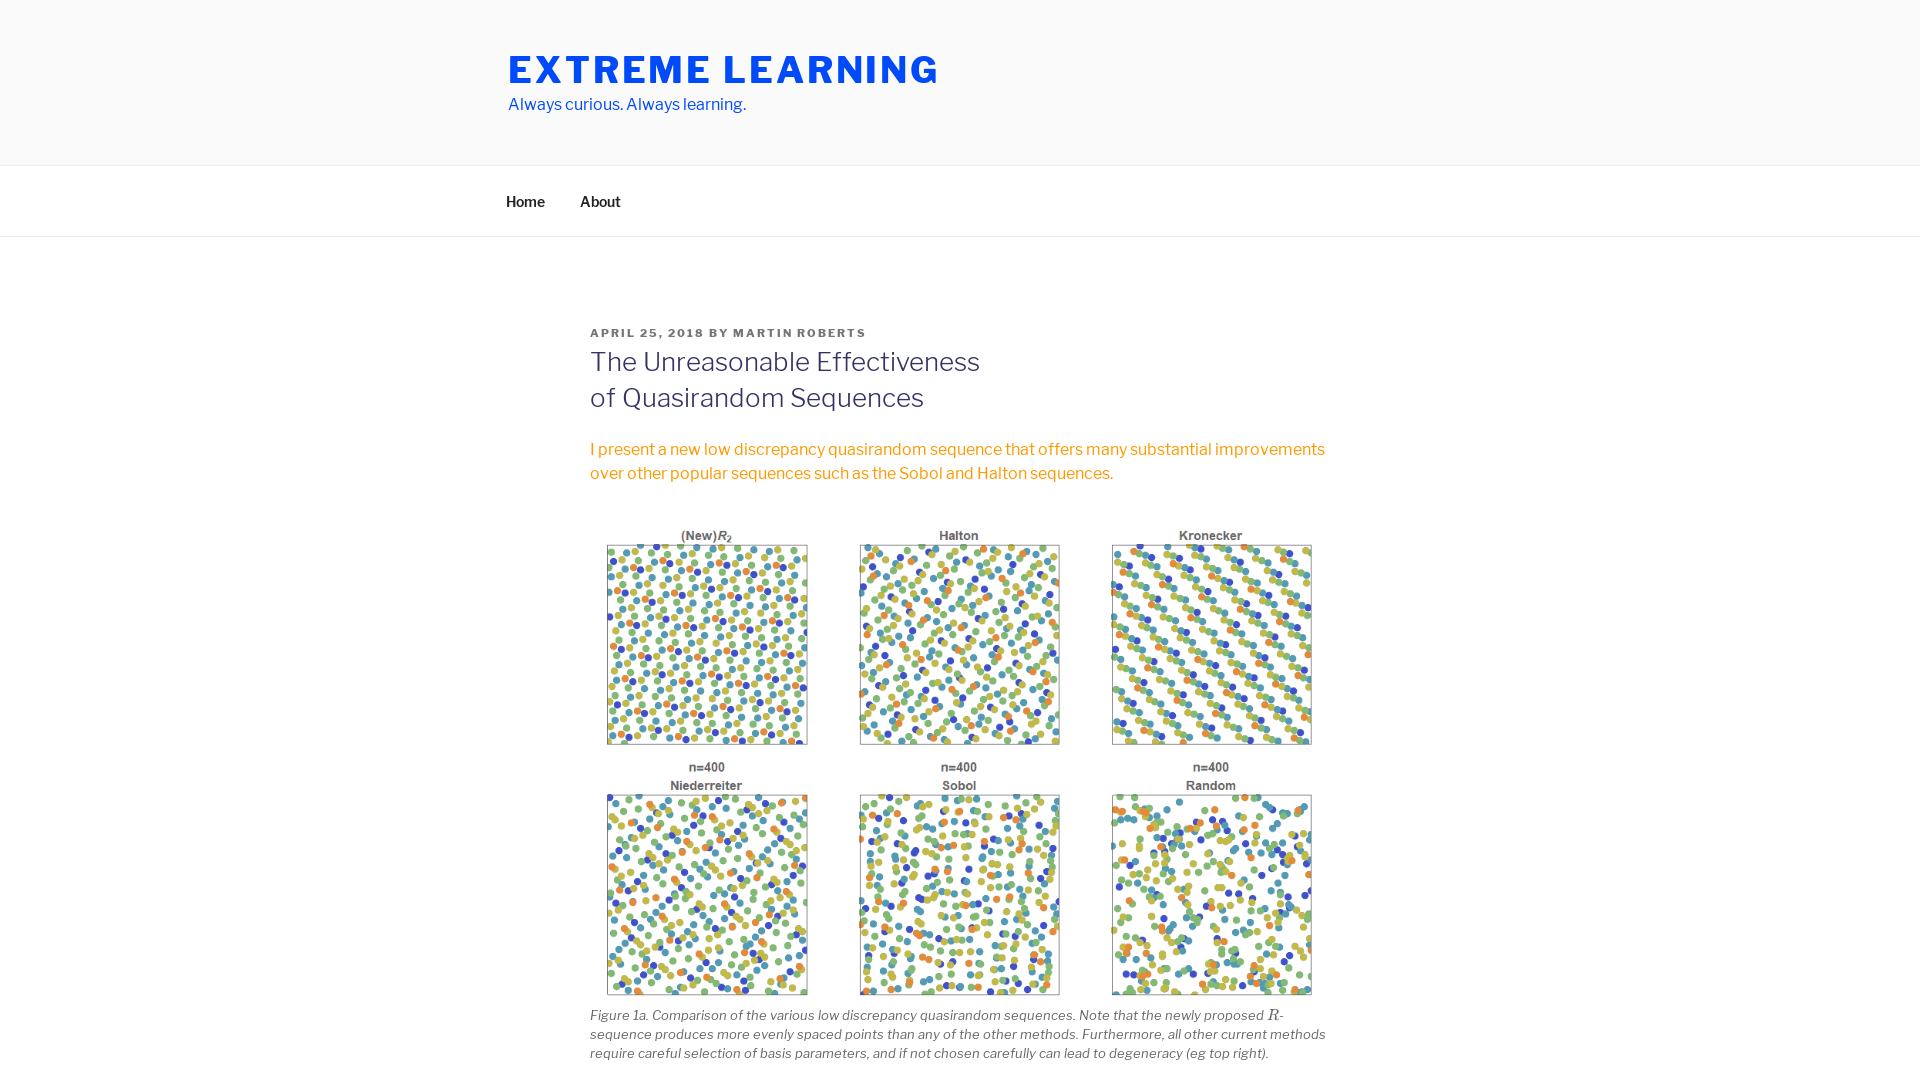 EXTREME LEARNING
Always curious. Always learning.
Home About
APRIL 25, 2018 BY MARTIN ROBERTS
The Unreasonable Effectiveness
of Quasirandom Sequences
I present a new low discrepancy quasirandom sequence that offers many substantial improvements
over other popular sequences such as the Sobol and Halton sequences.
(New)R₂ Halton Kronecker
n=400 n=400 n=400
Niederreiter Sobol Random
Figure 1a. Comparison of the various low discrepancy quasirandom sequences. Note that the newly proposed R-
sequence produces more evenly spaced points than any of the other methods. Furthermore, all other current methods
require careful selection of basis parameters, and if not chosen carefully can lead to degeneracy (eg top right).